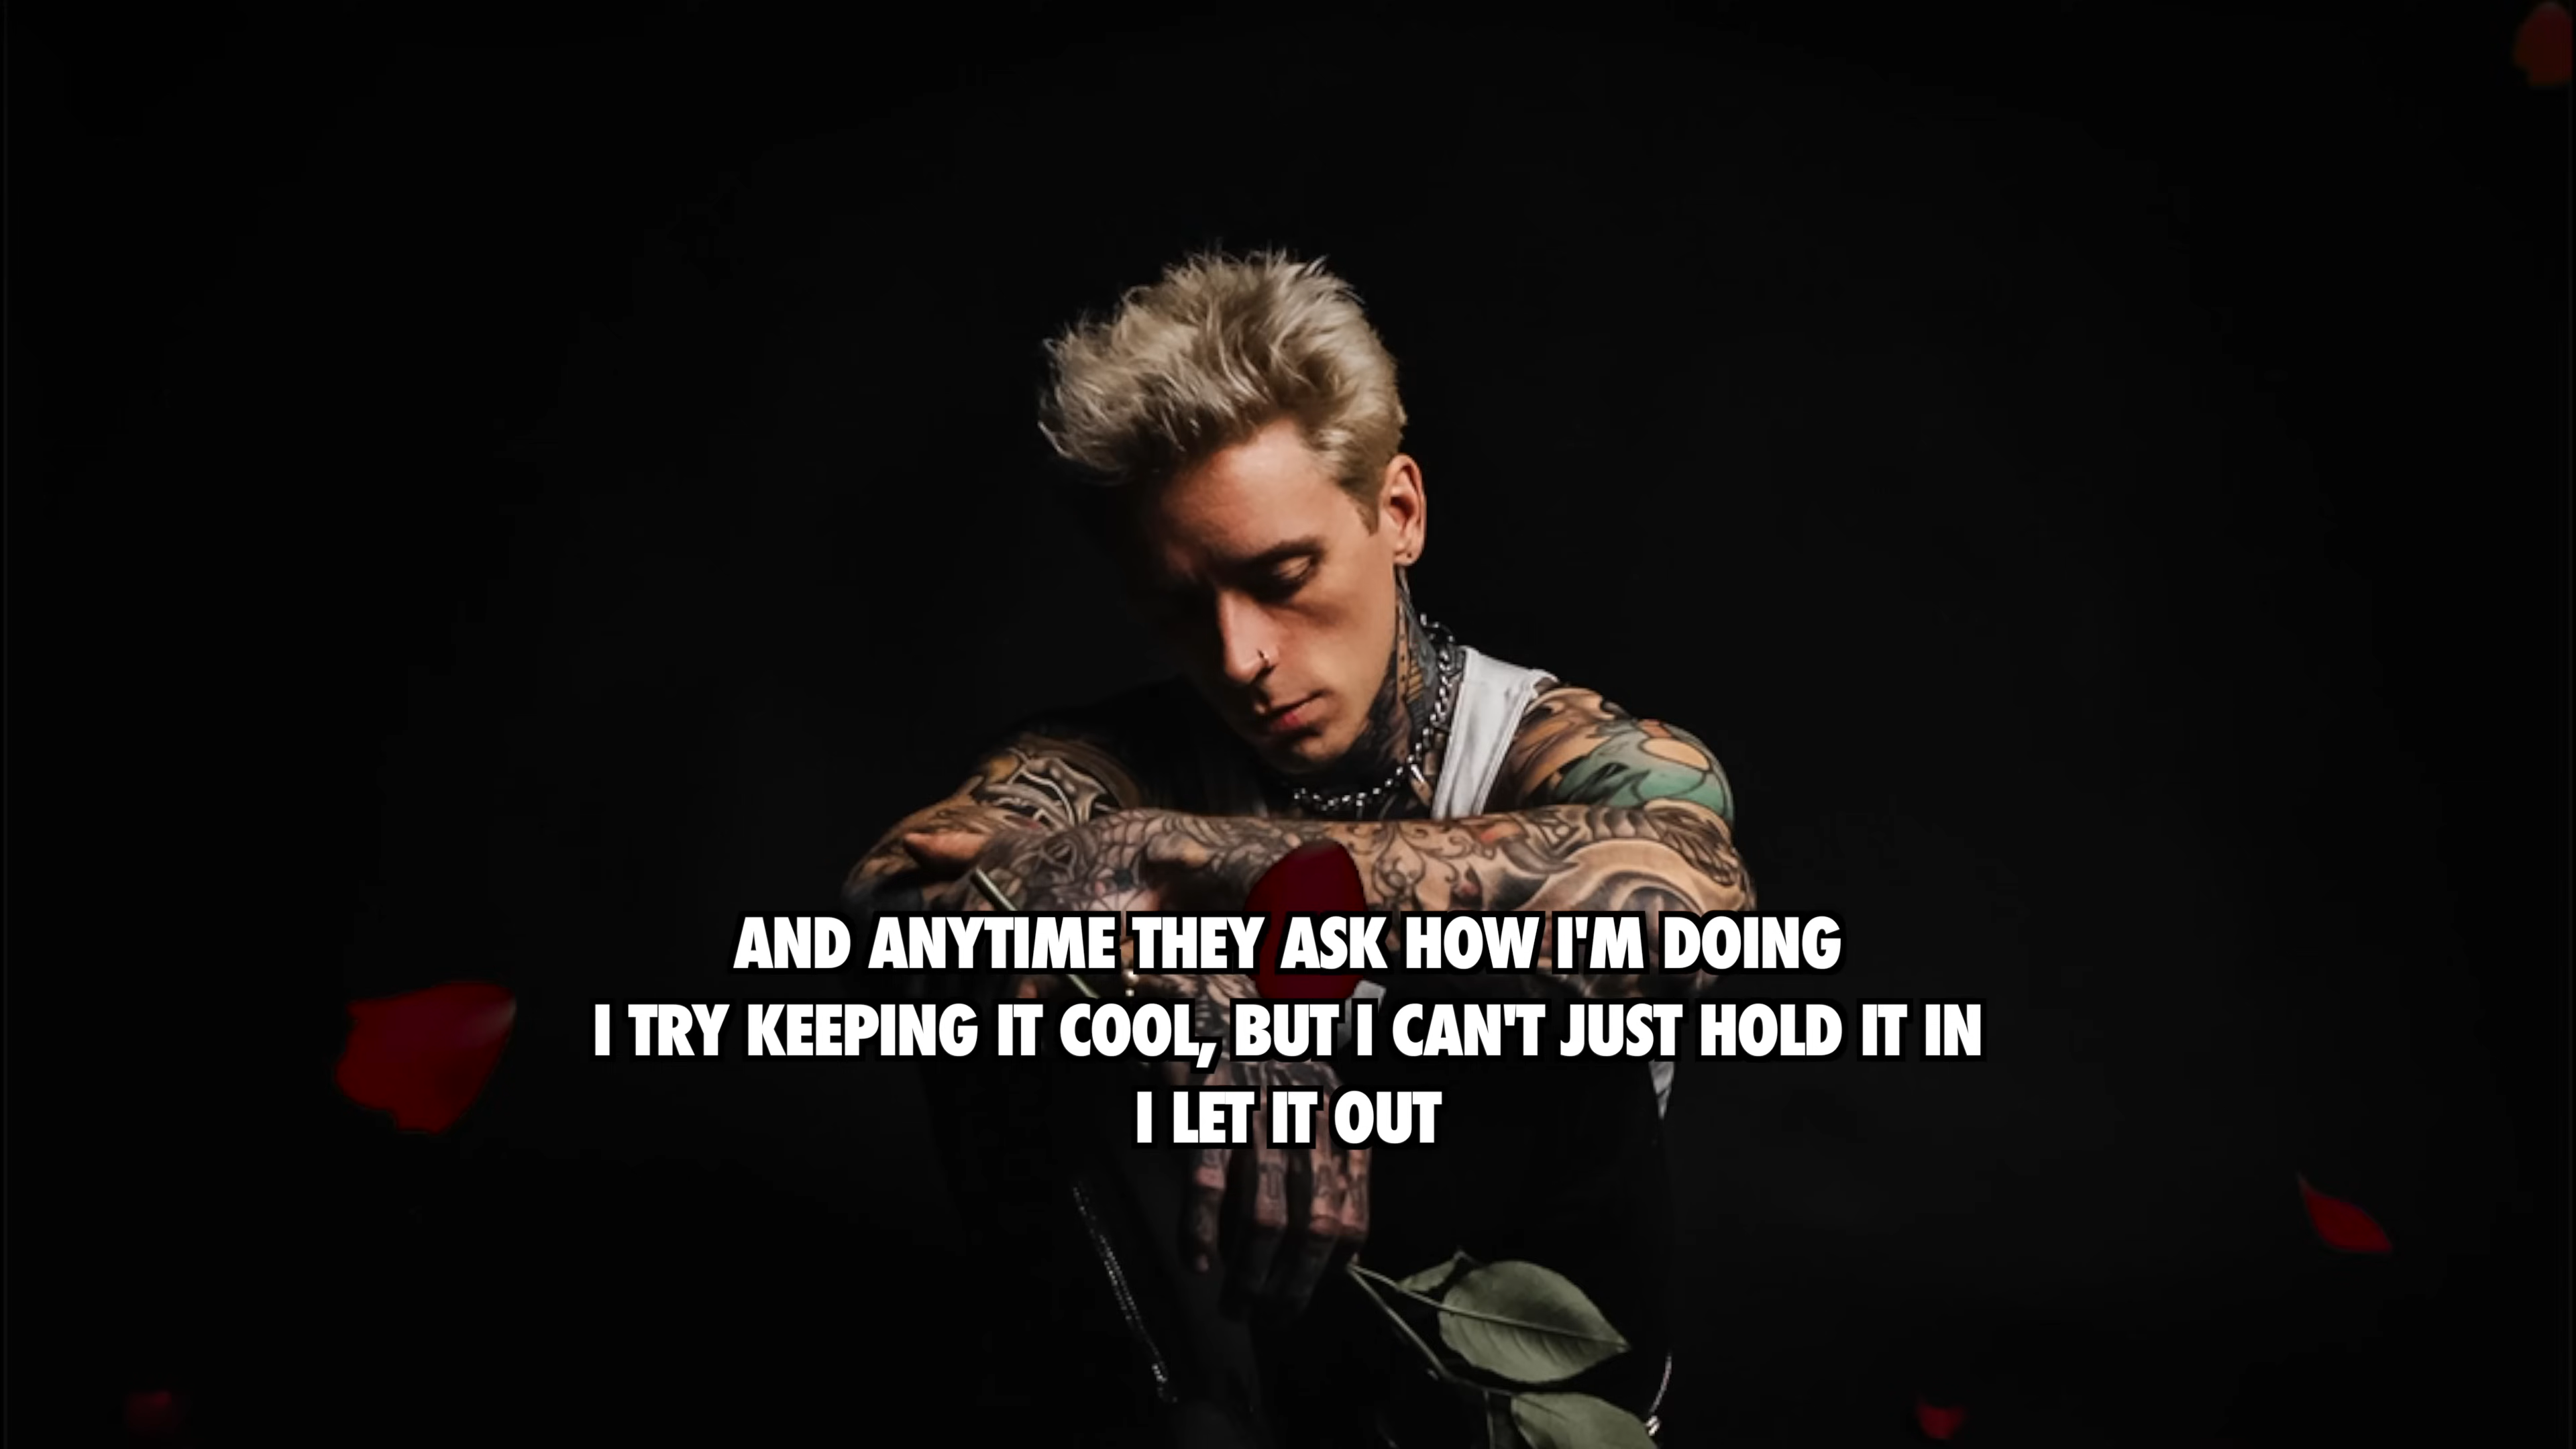 AND ANYTIME THEY ASK HOW I'M DOING
I TRY KEEPING IT COOL, BUT I CAN'T JUST HOLD IT IN
I LET IT OUT